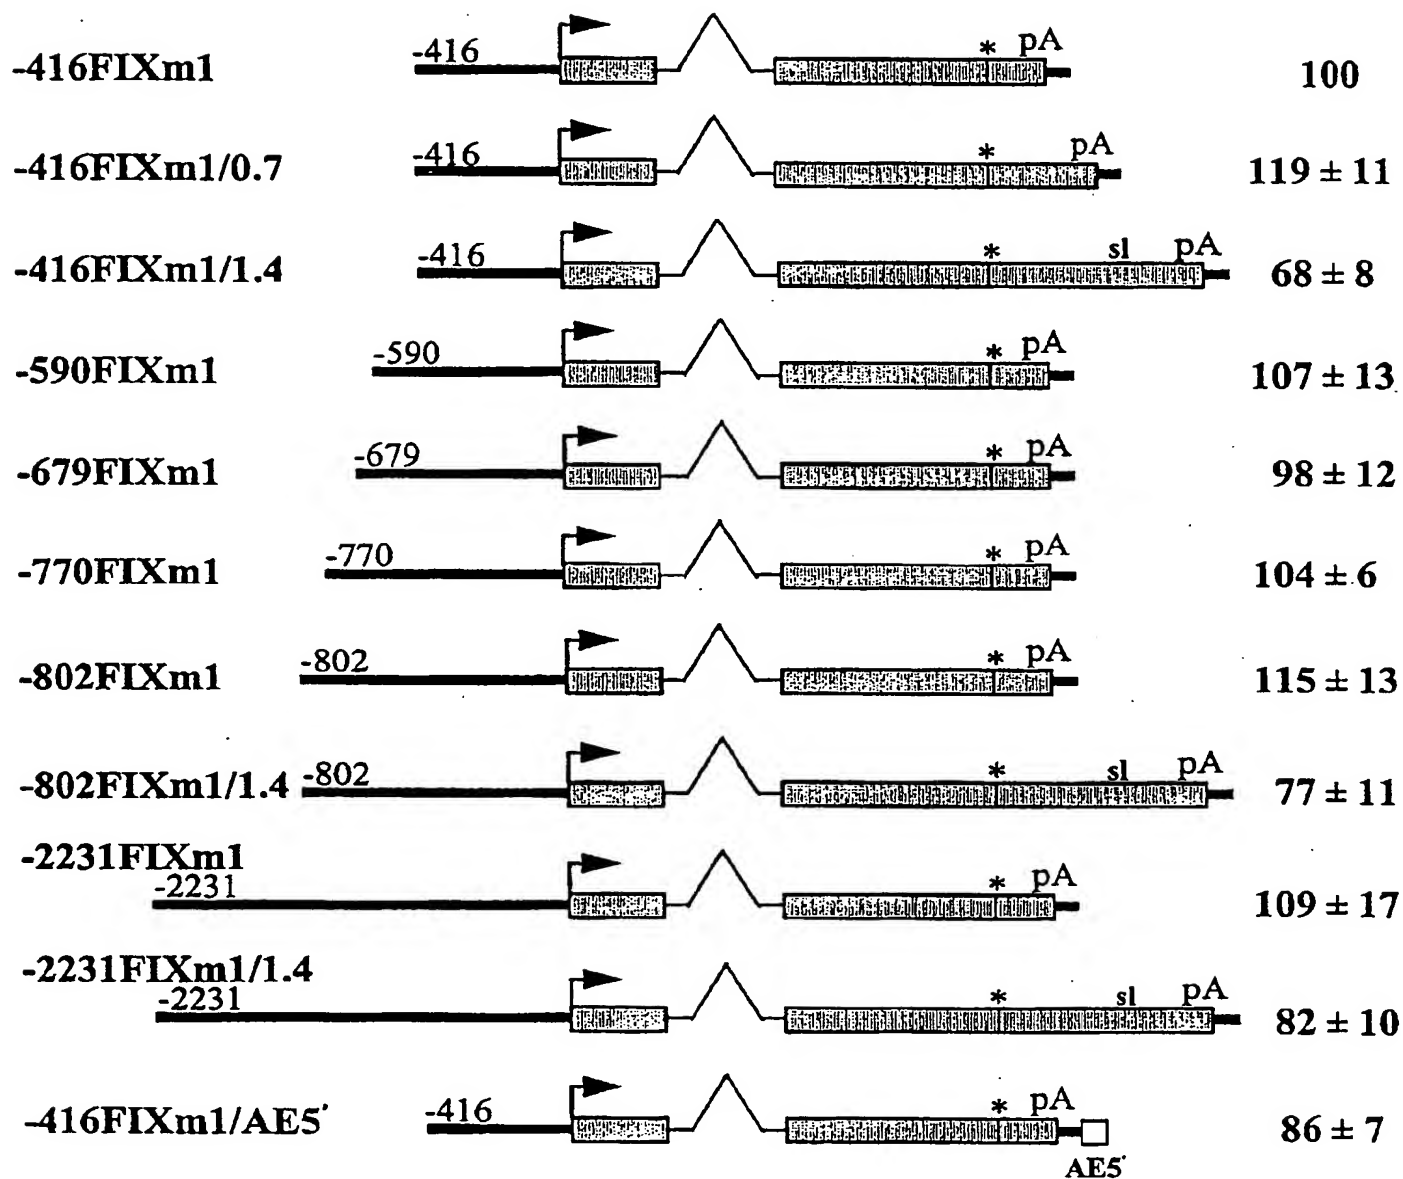 -416FIXm1 -416 * pA 100
-416FIXm1/0.7 -416 * pA 119 ± 11
-416FIXm1/1.4 -416 * sl pA 68 ± 8
-590FIXm1 -590 * pA 107 ± 13
-679FIXm1 -679 * pA 98 ± 12
-770FIXm1 -770 * pA 104 ± 6
-802FIXm1 -802 * pA 115 ± 13
-802FIXm1/1.4 -802 * sl pA 77 ± 11
-2231FIXm1
-2231 * pA 109 ± 17
-2231FIXm1/1.4
-2231 * sl pA 82 ± 10
-416FIXm1/AE5' -416 * pA 86 ± 7
AE5'